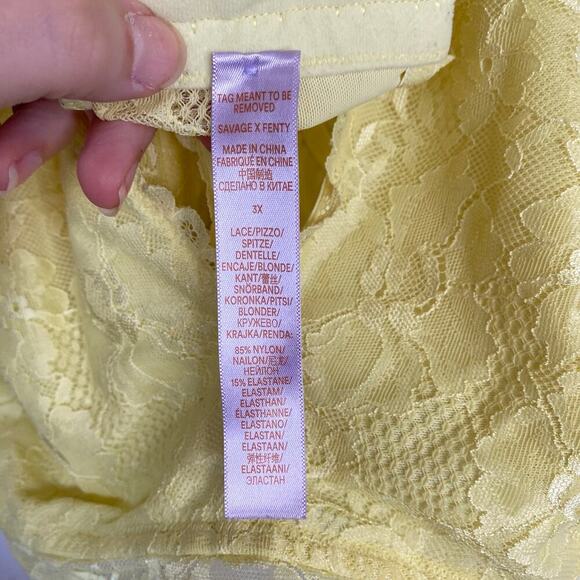 TAG MEANT TO BE
REMOVED
SAVAGE X FENTY
MADE IN CHINA
FABRIQUÉ EN CHINE
中国制造
СДЕЛАНО В КИТАЕ
3X
LACE/PIZZO/
SPITZE/
DENTELLE/
ENCAJE/BLONDE/
KANT/蕾丝/
SNÖRBAND/
KORONKA/PITSI/
BLONDER/
КРУЖЕВО/
KRAJKA/RENDA:
85% NYLON/
NAILON/尼龙/
НЕЙЛОН
15% ELASTANE/
ELASTAM/
ELASTHAN/
ÉLASTHANNE/
ELASTANO/
ELASTAN/
ELASTAAN/
弹性纤维/
ELASTAANI/
ЭЛАСТАН